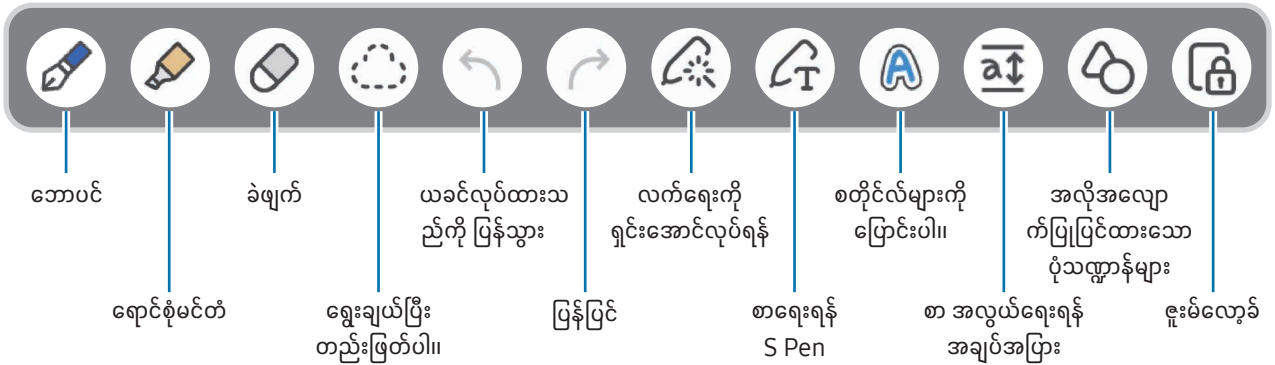 ဘောပင်
ရောင်စုံမင်တံ
ခဲဖျက်
ရွေးချယ်ပြီး
တည်းဖြတ်ပါ။
ယခင်လုပ်ထားသ
ည်ကို ပြန်သွား
ပြန်ပြင်
လက်ရေးကို
ရှင်းအောင်လုပ်ရန်
T
စာရေးရန်
S Pen
A
စတိုင်လ်များကို
ပြောင်းပါ။
a
စာ အလွယ်ရေးရန်
အချပ်အပြား
အလိုအလျော
က်ပြုပြင်ထားသော
ပုံသဏ္ဍာန်များ
ဇူးမ်လော့ခ်